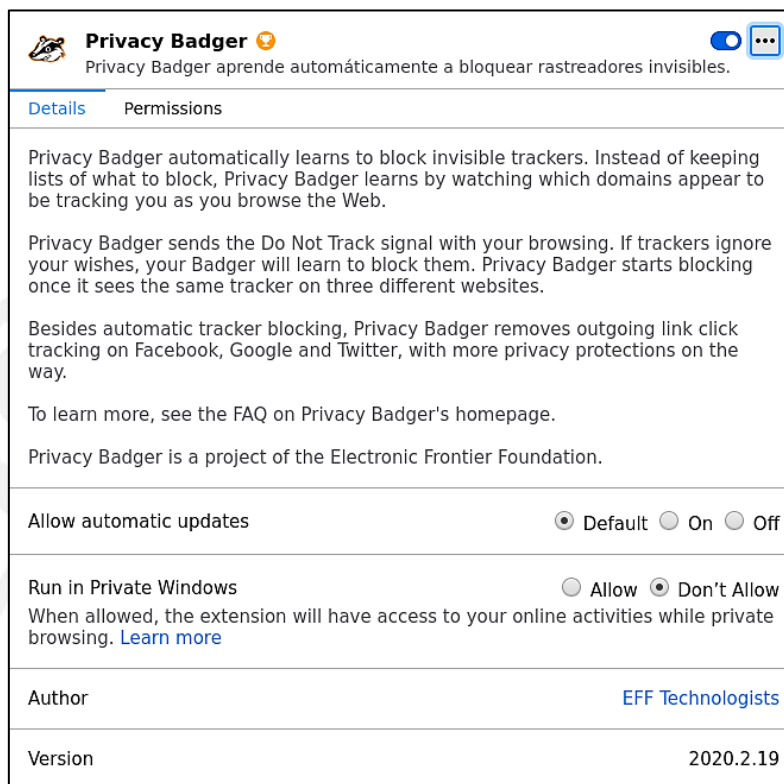 Privacy Badger
Privacy Badger aprende automáticamente a bloquear rastreadores invisibles.
Details Permissions
Privacy Badger automatically learns to block invisible trackers. Instead of keeping
lists of what to block, Privacy Badger learns by watching which domains appear to
be tracking you as you browse the Web.
Privacy Badger sends the Do Not Track signal with your browsing. If trackers ignore
your wishes, your Badger will learn to block them. Privacy Badger starts blocking
once it sees the same tracker on three different websites.
Besides automatic tracker blocking, Privacy Badger removes outgoing link click
tracking on Facebook, Google and Twitter, with more privacy protections on the
way.
To learn more, see the FAQ on Privacy Badger's homepage.
Privacy Badger is a project of the Electronic Frontier Foundation.
Allow automatic updates Default On Off
Run in Private Windows Allow Don’t Allow
When allowed, the extension will have access to your online activities while private
browsing. Learn more
Author EFF Technologists
Version 2020.2.19